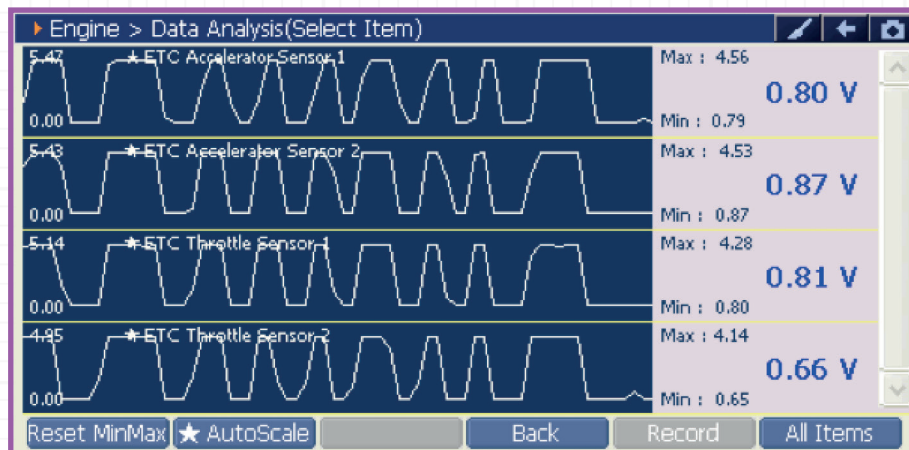 Engine > Data Analysis(Select Item)
5.47 ★ ETC Accelerator Sensor 1
Max : 4.56
0.80 V
0.00
Min : 0.79
5.43 ★ ETC Accelerator Sensor 2
Max : 4.53
0.87 V
0.00
Min : 0.87
5.14 ★ ETC Throttle Sensor 1
Max : 4.28
0.81 V
0.00
Min : 0.80
4.95 ★ ETC Throttle Sensor 2
Max : 4.14
0.66 V
0.00
Min : 0.65
Reset MinMax ★ AutoScale Back Record All Items